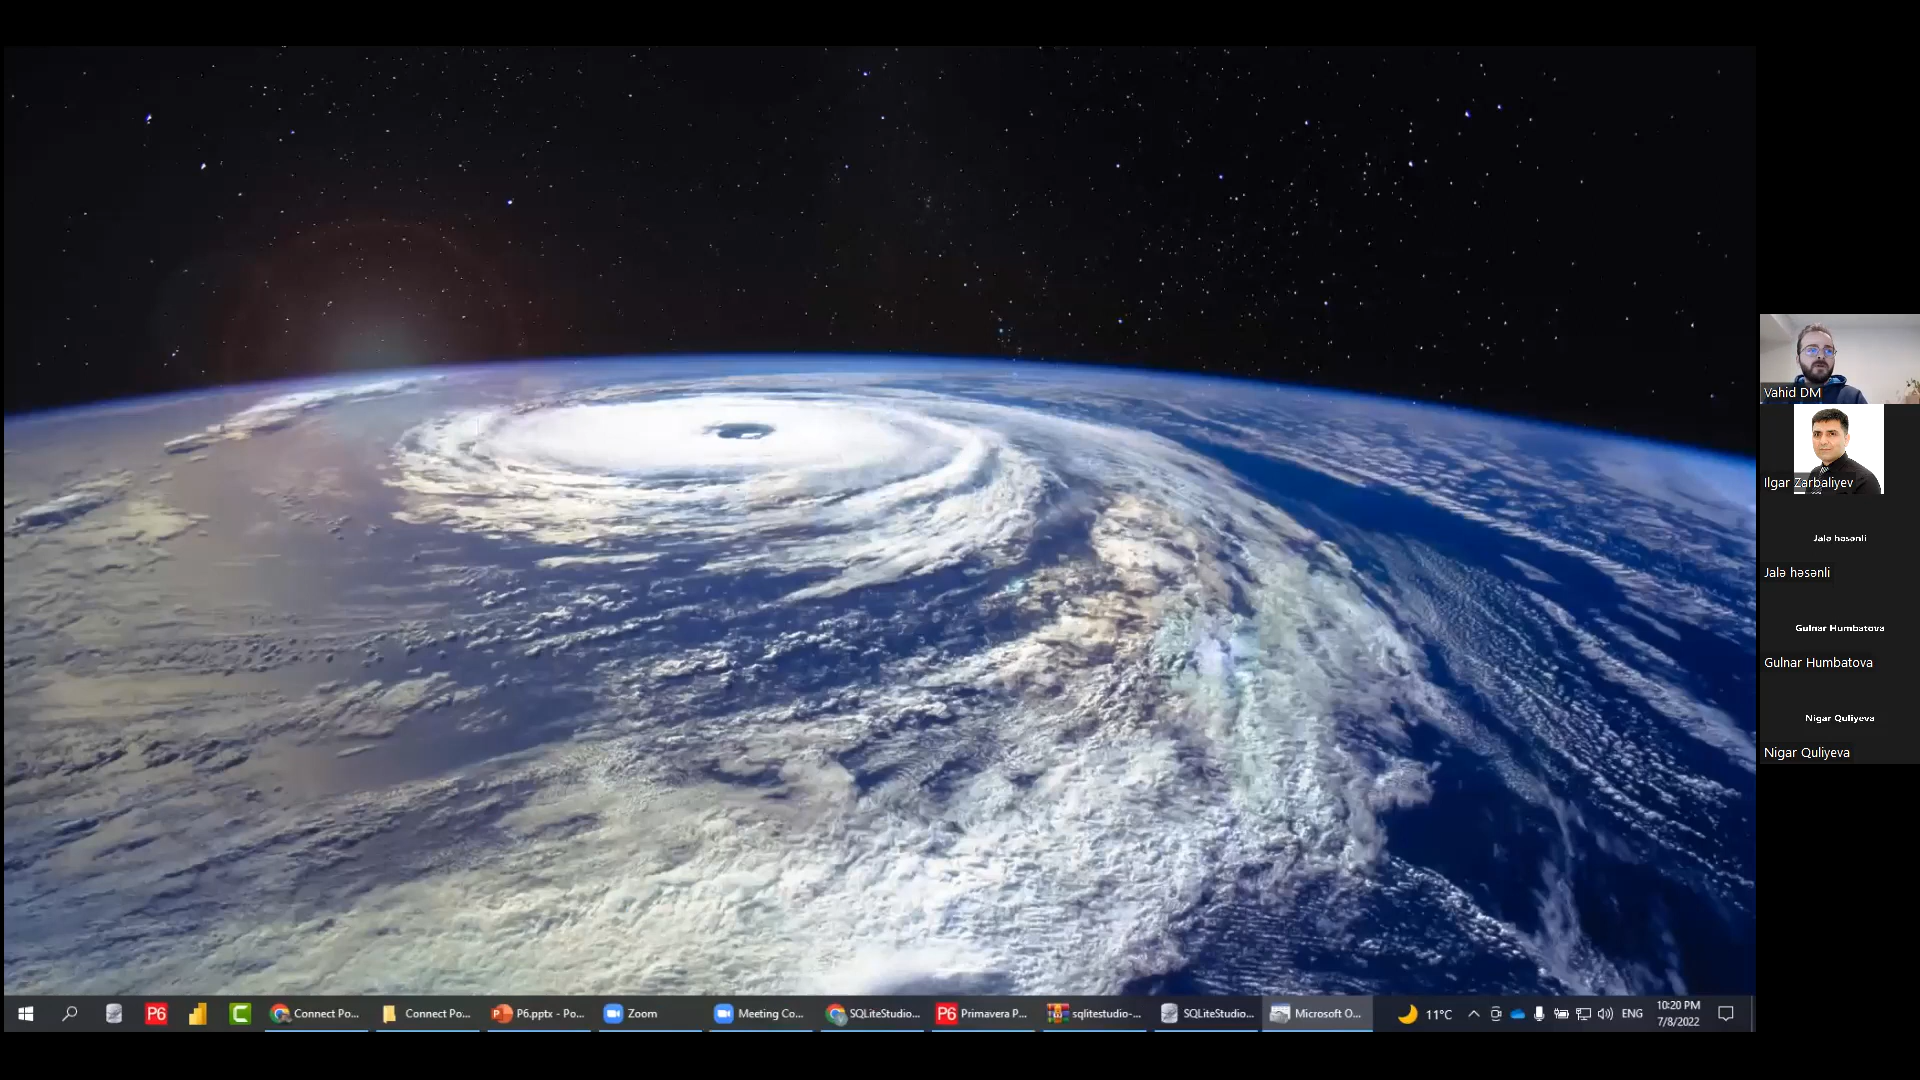 Vahid DM
Ilgar Zarbaliyev
Jalə həsənli
Jalə həsənli
Gulnar Humbatova
Gulnar Humbatova
Nigar Quliyeva
Nigar Quliyeva
P6
C
Connect Po...
Connect Po...
P6.pptx - Po...
Zoom
Meeting Co...
SQLiteStudio...
P6
Primavera P...
sqlitestudio-...
SQLiteStudio...
Microsoft O...
11°C
ENG
10:20 PM
7/8/2022